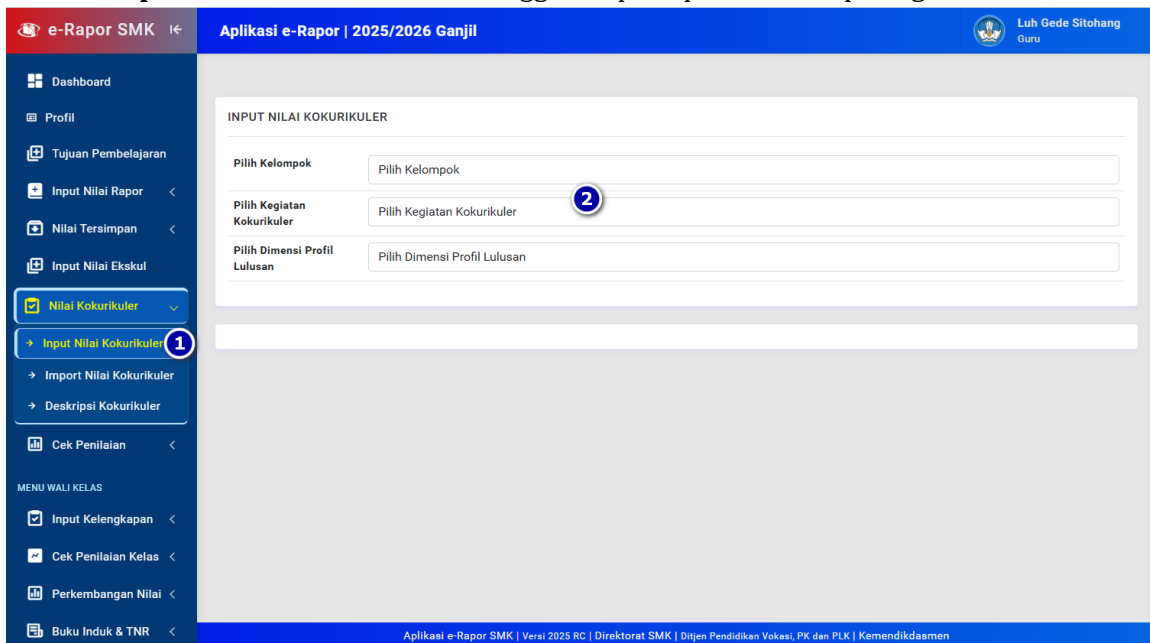 e-Rapor SMK
Aplikasi e-Rapor | 2025/2026 Ganjil
Luh Gede Sitohang
Guru
Dashboard
Profil
Tujuan Pembelajaran
Input Nilai Rapor
Nilai Tersimpan
Input Nilai Ekskul
Nilai Kokurikuler
Input Nilai Kokurikuler
1
Import Nilai Kokurikuler
Deskripsi Kokurikuler
Cek Penilaian
MENU WALI KELAS
Input Kelengkapan
Cek Penilaian Kelas
Perkembangan Nilai
Buku Induk & TNR
INPUT NILAI KOKURIKULER
Pilih Kelompok
Pilih Kelompok
2
Pilih Kegiatan
Kokurikuler
Pilih Kegiatan Kokurikuler
Pilih Dimensi Profil
Lulusan
Pilih Dimensi Profil Lulusan
Aplikasi e-Rapor SMK | Versi 2025 RC | Direktorat SMK | Ditjen Pendidikan Vokasi, PK dan PLK | Kemendikdasmen